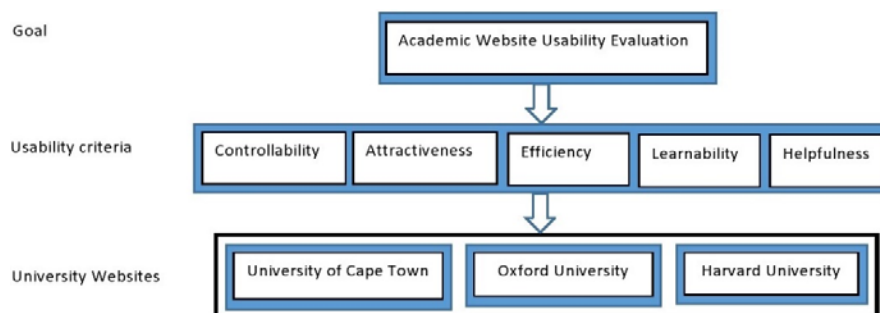 Goal
Academic Website Usability Evaluation
Usability criteria
Controllability
Attractiveness
Efficiency
Learnability
Helpfulness
University Websites
University of Cape Town
Oxford University
Harvard University